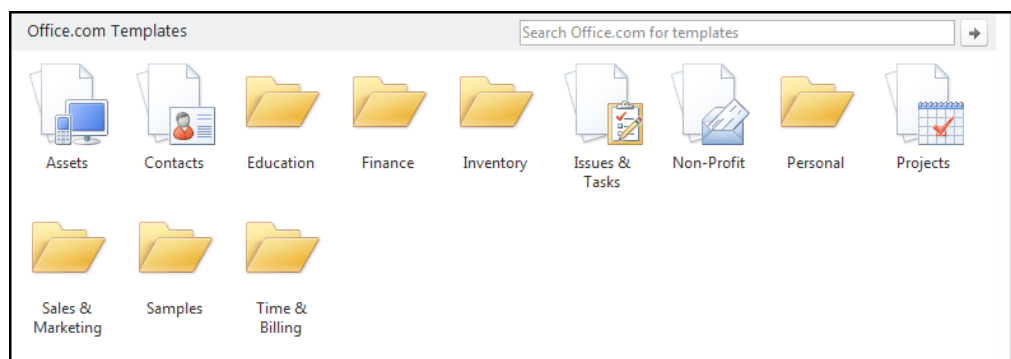 Office.com Templates
Search Office.com for templates
Assets
Contacts
Education
Finance
Inventory
Issues &
Tasks
Non-Profit
Personal
Projects
Sales &
Marketing
Samples
Time &
Billing